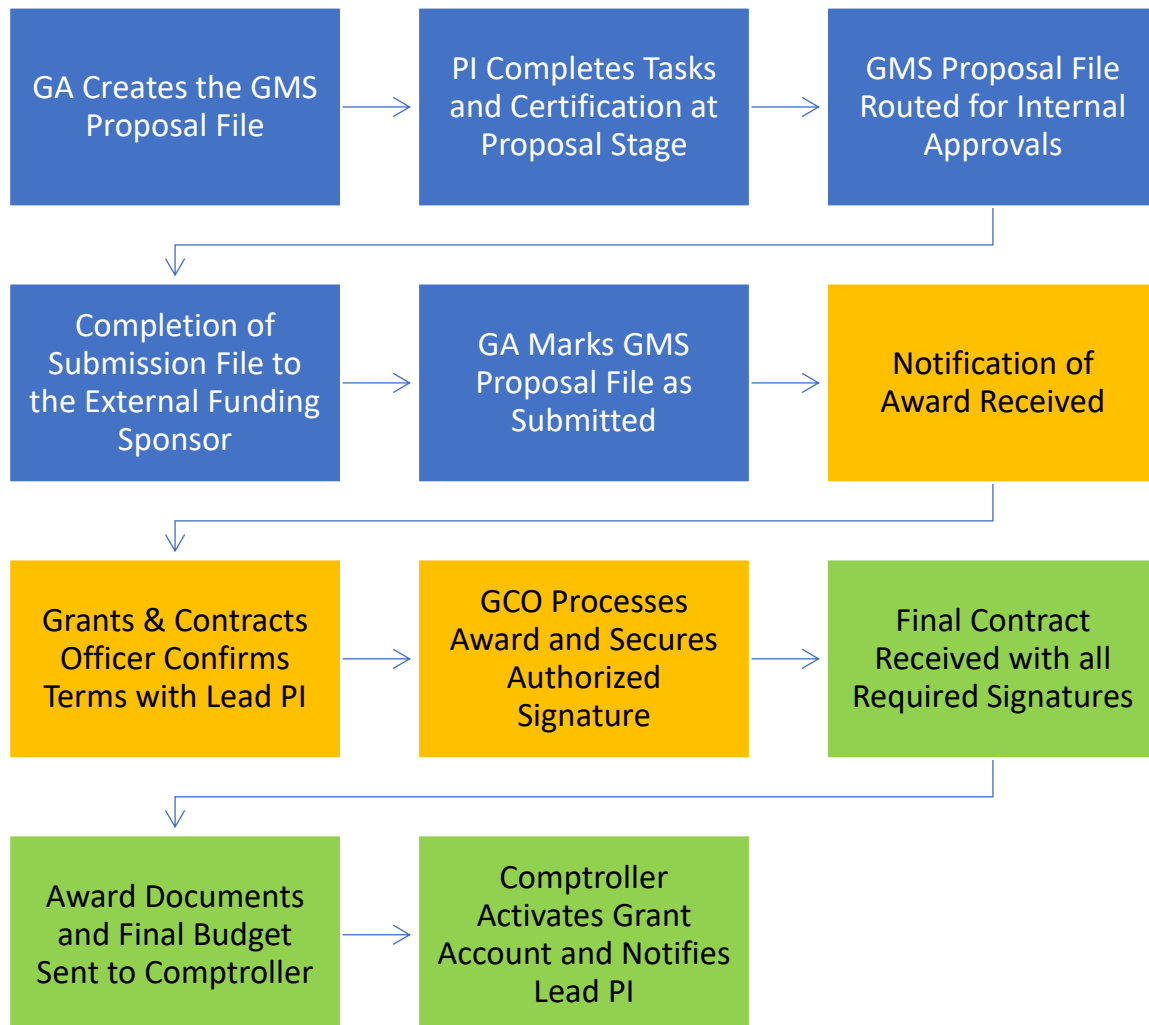 GA Creates the GMS
Proposal File
PI Completes Tasks
and Certification at
Proposal Stage
GMS Proposal File
Routed for Internal
Approvals
Completion of
Submission File to
the External Funding
Sponsor
GA Marks GMS
Proposal File as
Submitted
Notification of
Award Received
Grants & Contracts
Officer Confirms
Terms with Lead PI
GCO Processes
Award and Secures
Authorized
Signature
Final Contract
Received with all
Required Signatures
Award Documents
and Final Budget
Sent to Comptroller
Comptroller
Activates Grant
Account and Notifies
Lead PI